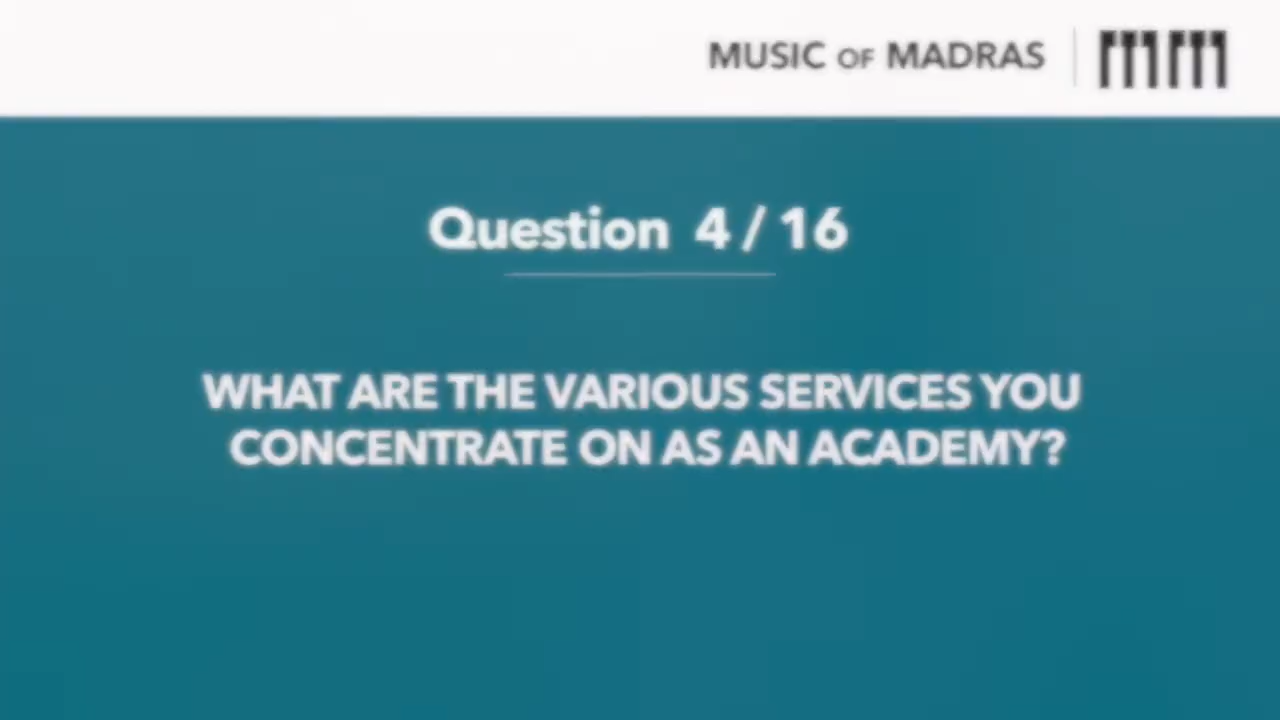 MUSIC OF MADRAS
Question 4 / 16
WHAT ARE THE VARIOUS SERVICES YOU
CONCENTRATE ON AS AN ACADEMY?